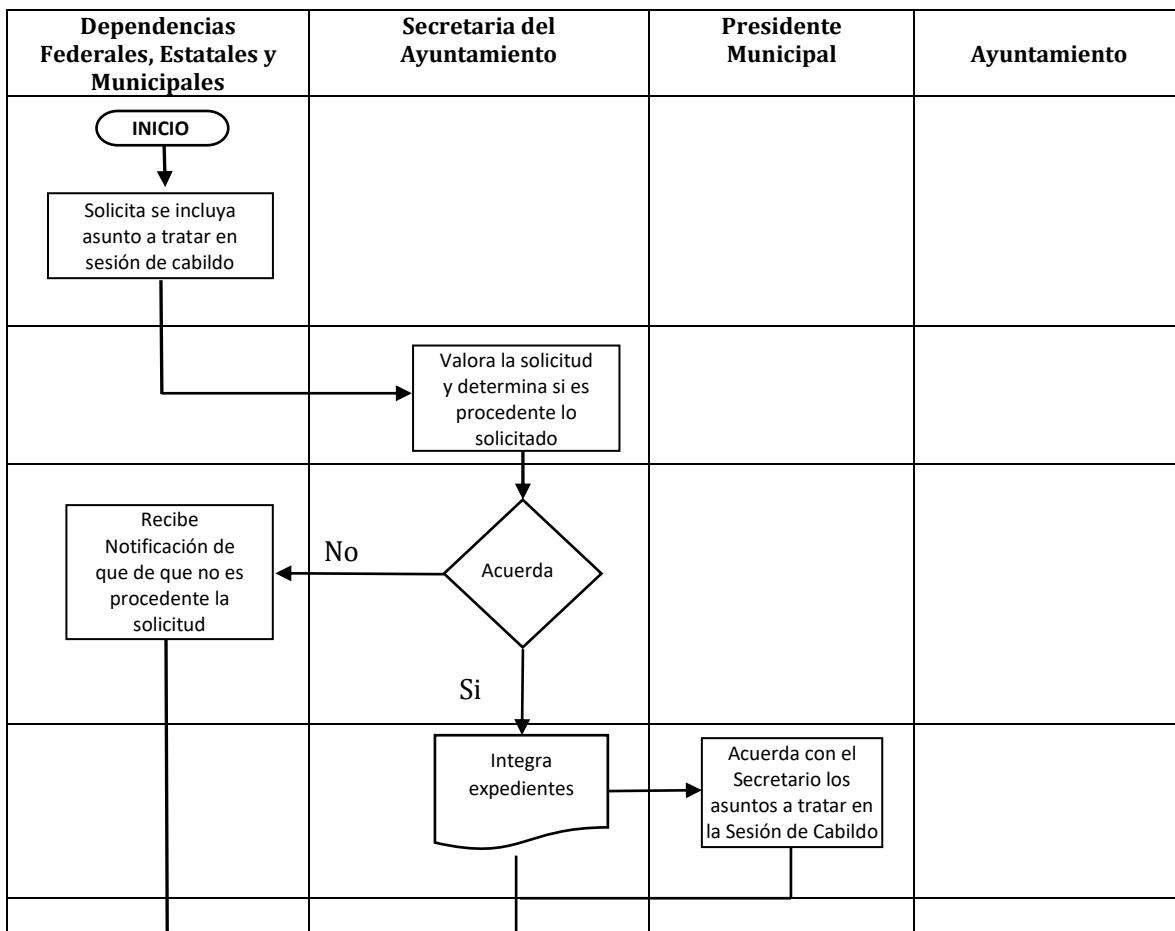 Dependencias
Federales, Estatales y
Municipales
Secretaria del
Ayuntamiento
Presidente
Municipal
Ayuntamiento
INICIO
Solicita se incluya
asunto a tratar en
sesión de cabildo
Valora la solicitud
y determina si es
procedente lo
solicitado
Recibe
Notificación de
que de que no es
procedente la
solicitud
No
Acuerda
Si
Integra
expedientes
Acuerda con el
Secretario los
asuntos a tratar en
la Sesión de Cabildo